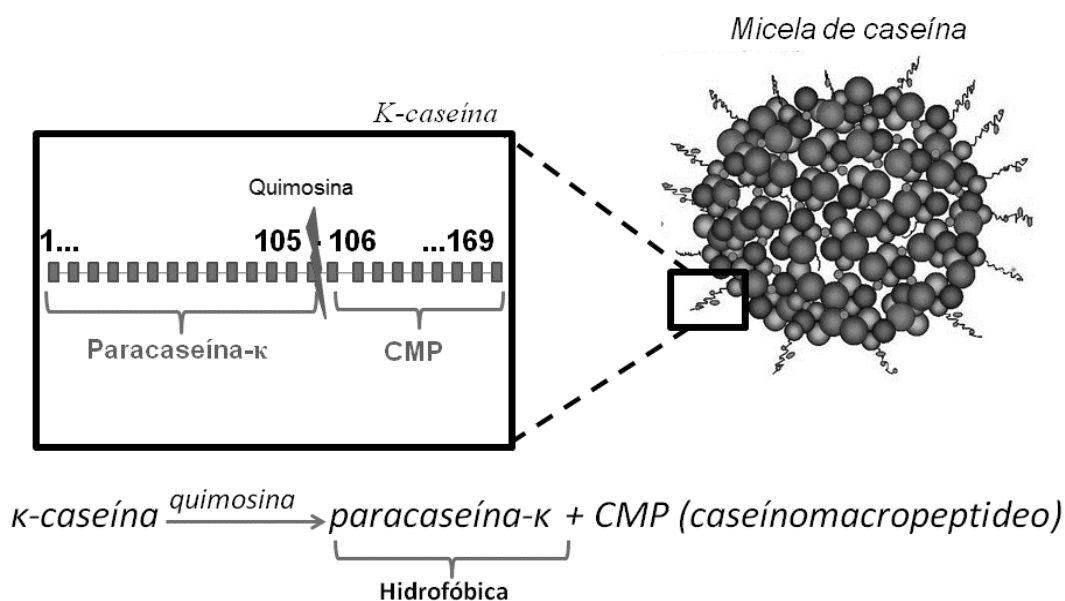 Micela de caseína
K-caseína
Quimosina
1... 105 - 106 ...169
Paracaseína-κ CMP
κ-caseína quimosina paracaseína-κ + CMP (caseínomacropeptideo)
Hidrofóbica